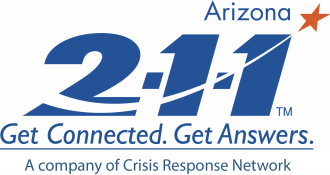 Arizona
2-1-1 TM
Get Connected. Get Answers.
A company of Crisis Response Network